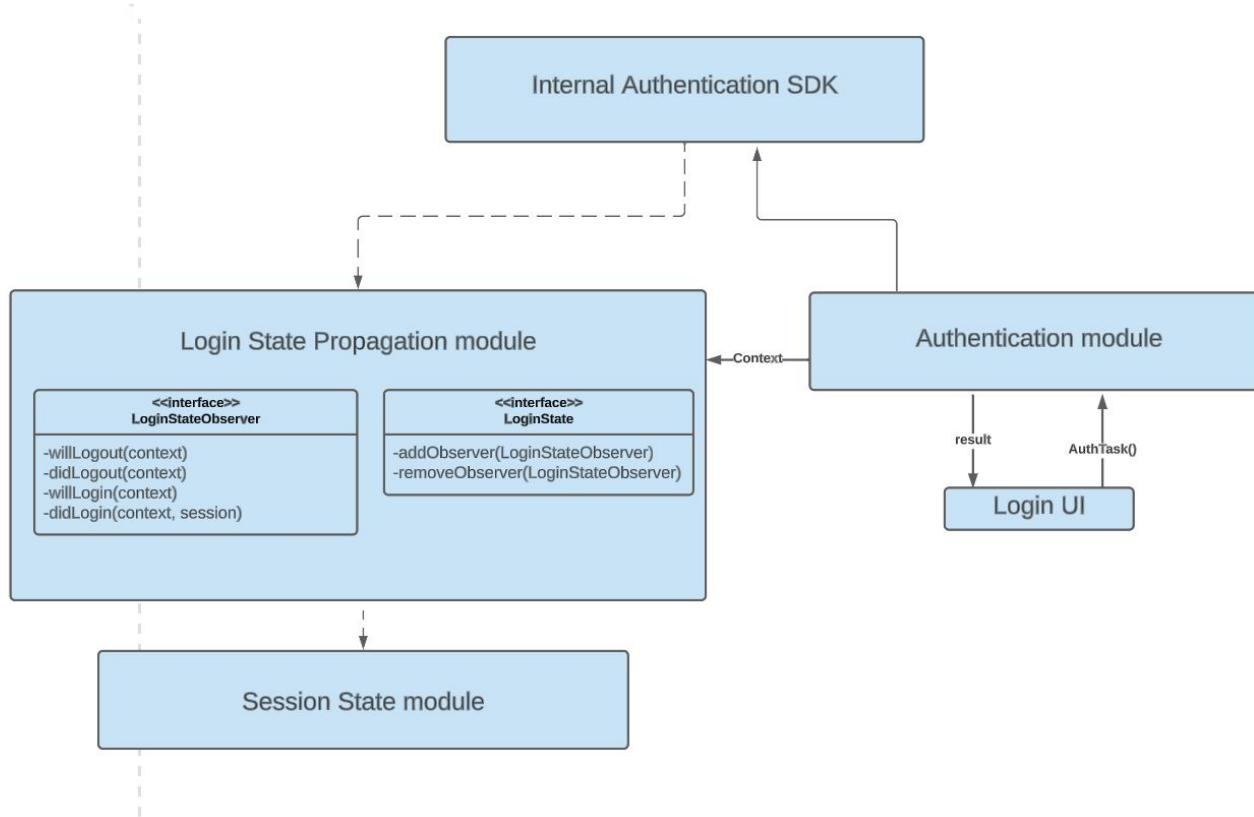 Internal Authentication SDK
Login State Propagation module
<<interface>>
LoginStateObserver
-willLogout(context)
-didLogout(context)
-willLogin(context)
-didLogin(context, session)
<<interface>>
LoginState
-addObserver(LoginStateObserver)
-removeObserver(LoginStateObserver)
Context
Authentication module
result
AuthTask()
Login UI
Session State module